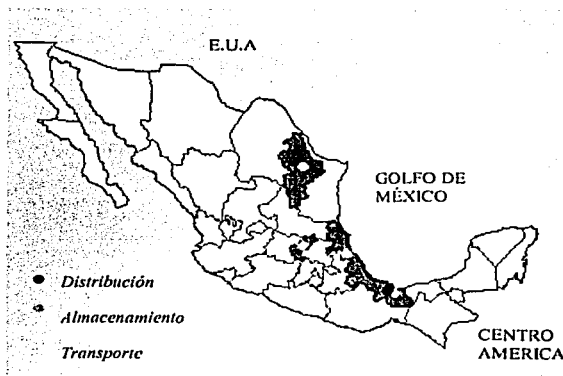 E.U.A
GOLFO DE
MÉXICO
Distribución
Almacenamiento
Transporte
CENTRO
AMERICA